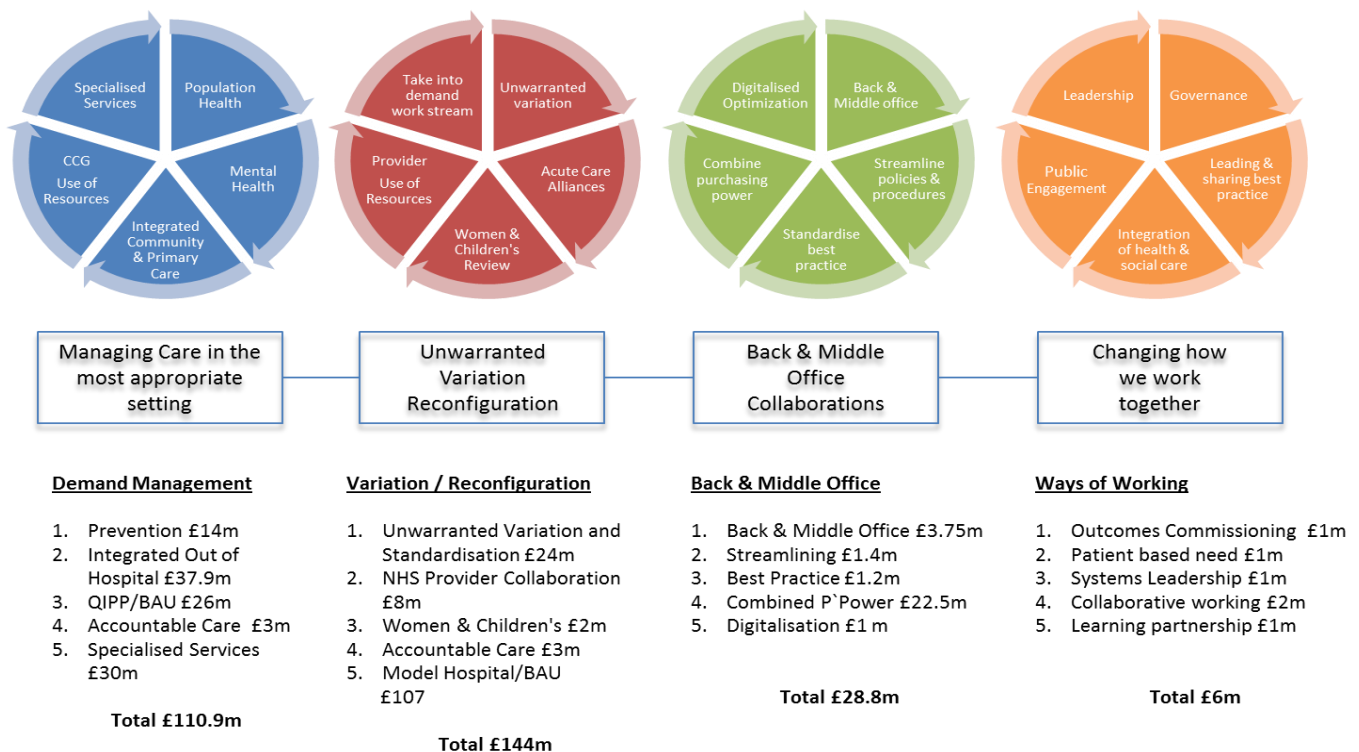 Specialised
Services
Population
Health
Mental
Health
Integrated
Community
& Primary
Care
CCG
Use of
Resources
Take into
demand
work stream
Unwarranted
variation
Acute Care
Alliances
Women &
Children's
Review
Provider
Use of
Resources
Digitalised
Optimization
Back &
Middle office
Streamline
policies &
procedures
Standardise
best
practice
Combine
purchasing
power
Leadership
Governance
Leading &
sharing best
practice
Integration
of health &
social care
Public
Engagement
Managing Care in the
most appropriate
setting
Unwarranted
Variation
Reconfiguration
Back & Middle
Office
Collaborations
Changing how
we work
together
Demand Management
1. Prevention £14m
2. Integrated Out of
Hospital £37.9m
3. QIPP/BAU £26m
4. Accountable Care £3m
5. Specialised Services
£30m
Total £110.9m
Variation / Reconfiguration
1. Unwarranted Variation and
Standardisation £24m
2. NHS Provider Collaboration
£8m
3. Women & Children's £2m
4. Accountable Care £3m
5. Model Hospital/BAU
£107
Total £144m
Back & Middle Office
1. Back & Middle Office £3.75m
2. Streamlining £1.4m
3. Best Practice £1.2m
4. Combined P`Power £22.5m
5. Digitalisation £1 m
Total £28.8m
Ways of Working
1. Outcomes Commissioning £1m
2. Patient based need £1m
3. Systems Leadership £1m
4. Collaborative working £2m
5. Learning partnership £1m
Total £6m